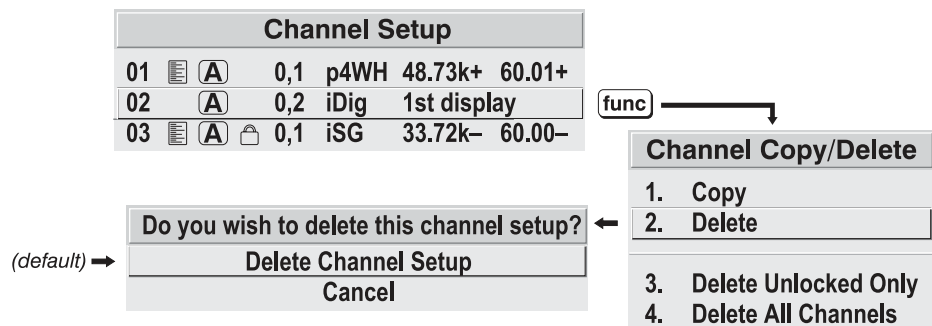 Channel Setup
01 A 0,1 p4WH 48.73k+ 60.01+
02 A 0,2 iDig 1st display
03 A 0,1 iSG 33.72k– 60.00–
func
Channel Copy/Delete
1. Copy
2. Delete
3. Delete Unlocked Only
4. Delete All Channels
Do you wish to delete this channel setup?
(default)
Delete Channel Setup
Cancel